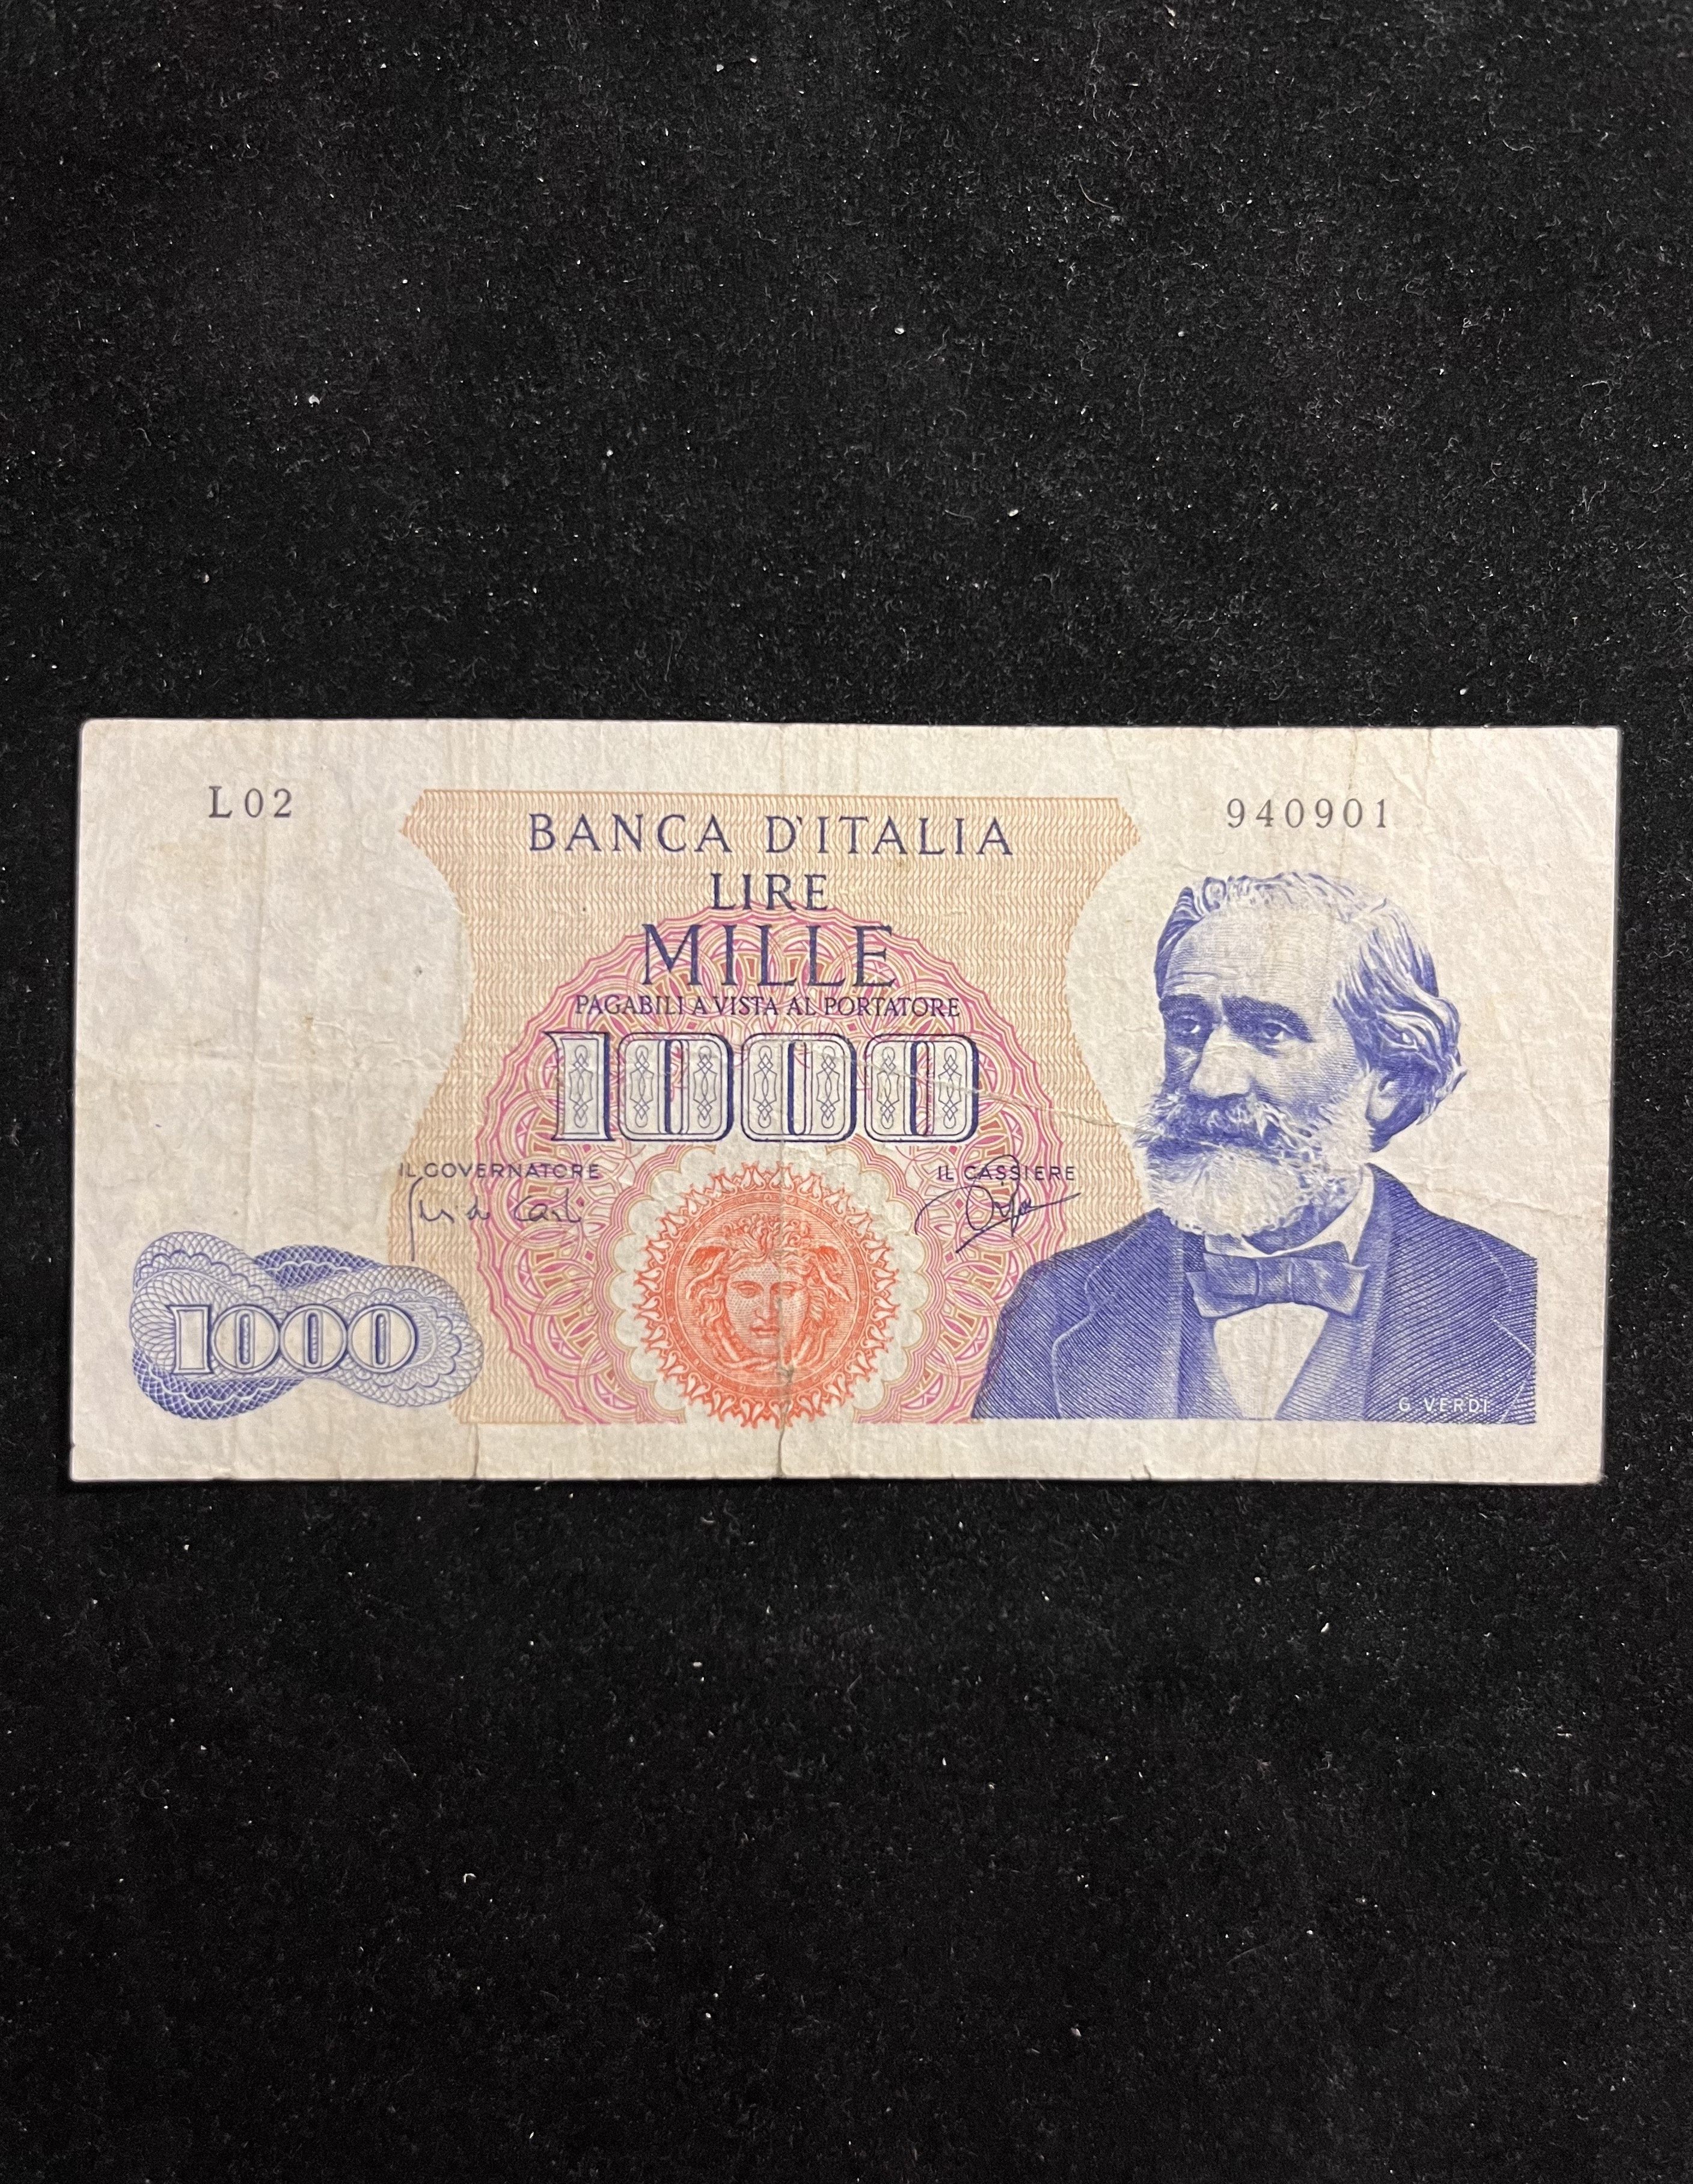 L 02
940901
BANCA D'ITALIA
LIRE
MILLE
PAGABILI A VISTA AL PORTATORE
1000
IL GOVERNATORE
IL CASSIERE
1000
G. VERDI